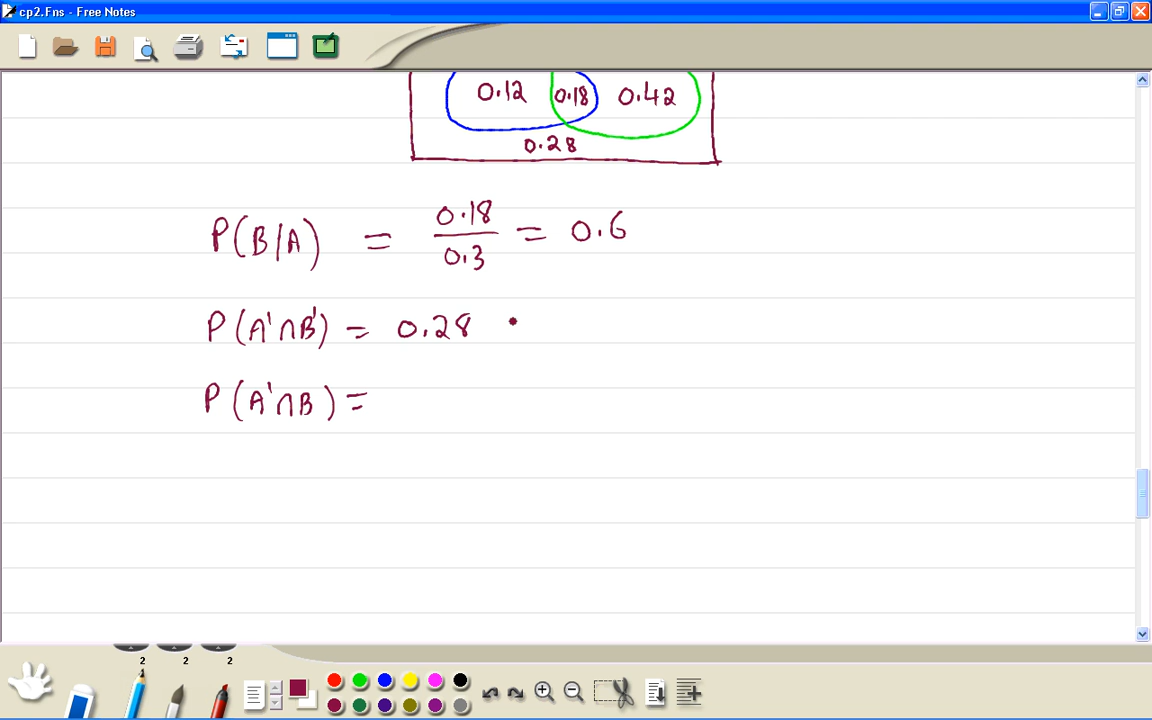 cp2.Fns - Free Notes
0.12 0.18 0.42
0.28
P(B/A) = 0.18/0.3 = 0.6
P(A'∩B') = 0.28
P(A'∩B) =
2 2 2